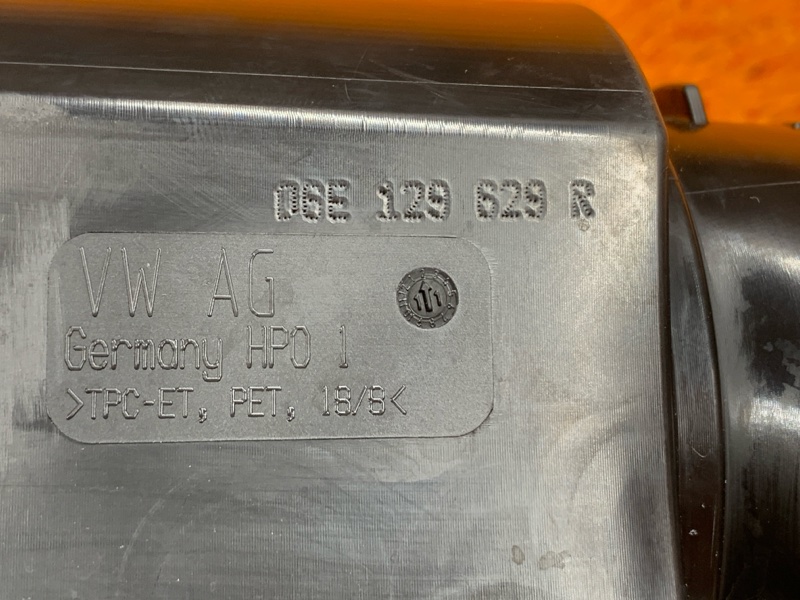 06E 129 629 R
VW AG
Germany HPO 1
>TPC-ET, PET, 18/8<